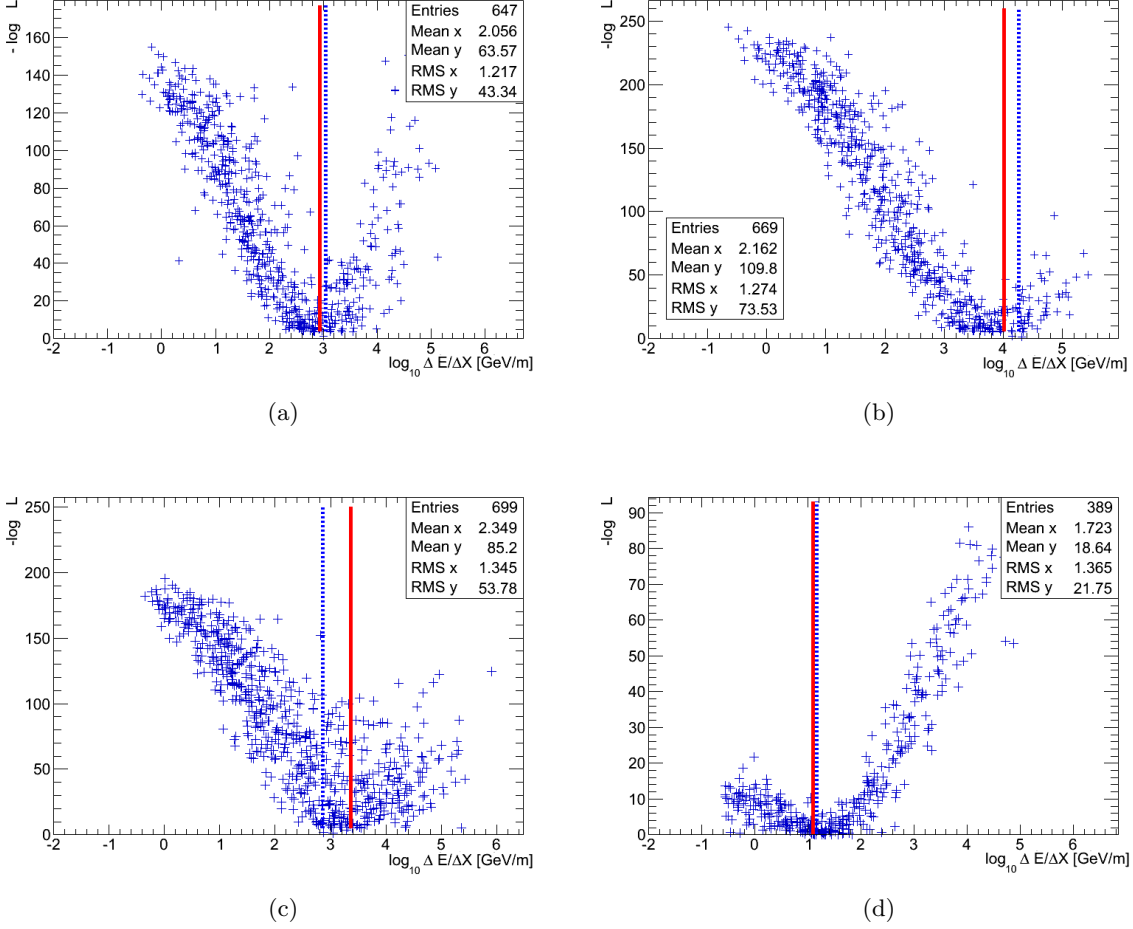 - log L
Entries 647
Mean x 2.056
Mean y 63.57
RMS x 1.217
RMS y 43.34
160
140
120
100
80
60
40
20
0
-2 -1 0 1 2 3 4 5 6
log10 Δ E/ΔX [GeV/m]
(a)
-log L
250
200
150
100
50
0
Entries 669
Mean x 2.162
Mean y 109.8
RMS x 1.274
RMS y 73.53
-2 -1 0 1 2 3 4 5
log10 Δ E/ΔX [GeV/m]
(b)
-log L
Entries 699
Mean x 2.349
Mean y 85.2
RMS x 1.345
RMS y 53.78
250
200
150
100
50
0
-2 -1 0 1 2 3 4 5 6
log10 Δ E/ΔX [GeV/m]
(c)
-log L
Entries 389
Mean x 1.723
Mean y 18.64
RMS x 1.365
RMS y 21.75
90
80
70
60
50
40
30
20
10
0
-2 -1 0 1 2 3 4 5 6
log10 Δ E/ΔX [GeV/m]
(d)